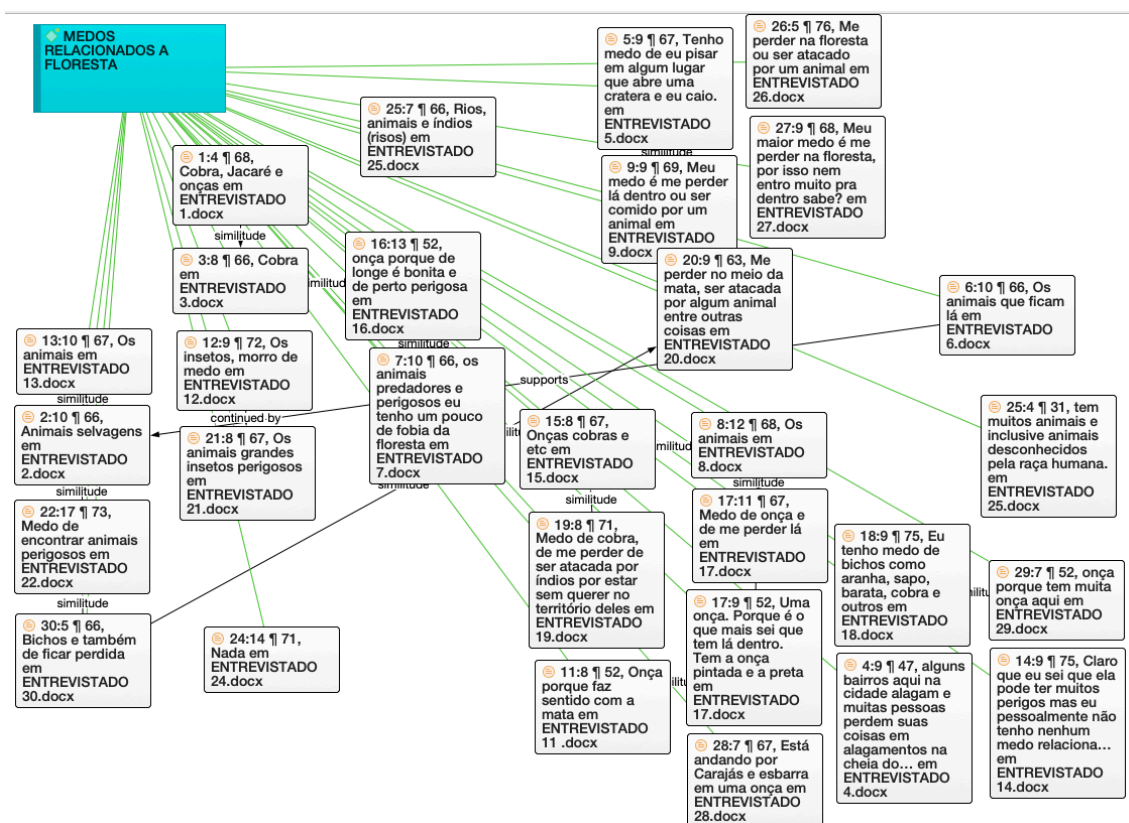 MEDOS
RELACIONADOS A
FLORESTA
5:9 ¶ 67, Tenho
medo de eu pisar
em algum lugar
que abre uma
cratera e eu caio.
em
ENTREVISTADO
5.docx
similitude
26:5 ¶ 76, Me
perder na floresta
ou ser atacado
por um animal em
ENTREVISTADO
26.docx
25:7 ¶ 66, Rios,
animais e índios
(risos) em
ENTREVISTADO
25.docx
27:9 ¶ 68, Meu
maior medo é me
perder na floresta,
por isso nem
entro muito pra
dentro sabe? em
ENTREVISTADO
27.docx
1:4 ¶ 68,
Cobra, Jacaré e
onças em
ENTREVISTADO
1.docx
similitude
9:9 ¶ 69, Meu
medo é me perder
lá dentro ou ser
comido por um
animal em
ENTREVISTADO
9.docx
3:8 ¶ 66, Cobra
em
ENTREVISTADO
3.docx
imilitud
16:13 ¶ 52,
onça porque de
longe é bonita e
de perto perigosa
em
ENTREVISTADO
16.docx
similitude
20:9 ¶ 63, Me
perder no meio da
mata, ser atacada
por algum animal
entre outras
coisas em
ENTREVISTADO
20.docx
6:10 ¶ 66, Os
animais que ficam
lá em
ENTREVISTADO
6.docx
13:10 ¶ 67, Os
animais em
ENTREVISTADO
13.docx
similitude
12:9 ¶ 72, Os
insetos, morro de
medo em
ENTREVISTADO
12.docx
continued by
7:10 ¶ 66, os
animais
predadores e
perigosos eu
tenho um pouco
de fobia da
floresta em
ENTREVISTADO
7.docx
similitude
supports
2:10 ¶ 66,
Animais selvagens
em
ENTREVISTADO
2.docx
similitude
21:8 ¶ 67, Os
animais grandes
insetos perigosos
em
ENTREVISTADO
21.docx
15:8 ¶ 67,
Onças cobras e
etc em
ENTREVISTADO
15.docx
similitude
8:12 ¶ 68, Os
animais em
ENTREVISTADO
8.docx
similitude
25:4 ¶ 31, tem
muitos animais e
inclusive animais
desconhecidos
pela raça humana.
em
ENTREVISTADO
25.docx
22:17 ¶ 73,
Medo de
encontrar animais
perigosos em
ENTREVISTADO
22.docx
similitude
19:8 ¶ 71,
Medo de cobra,
de me perder de
ser atacada por
índios por estar
sem querer no
território deles em
ENTREVISTADO
19.docx
17:11 ¶ 67,
Medo de onça e
de me perder lá
em
ENTREVISTADO
17.docx
18:9 ¶ 75, Eu
tenho medo de
bichos como
aranha, sapo,
barata, cobra e
outros em
ENTREVISTADO
18.docx
29:7 ¶ 52, onça
porque tem muita
onça aqui em
ENTREVISTADO
29.docx
30:5 ¶ 66,
Bichos e também
de ficar perdida
em
ENTREVISTADO
30.docx
24:14 ¶ 71,
Nada em
ENTREVISTADO
24.docx
11:8 ¶ 52, Onça
porque faz
sentido com a
mata em
ENTREVISTADO
11 .docx
17:9 ¶ 52, Uma
onça. Porque é o
que mais sei que
tem lá dentro.
Tem a onça
pintada e a preta
em
ENTREVISTADO
17.docx
4:9 ¶ 47, alguns
bairros aqui na
cidade alagam e
muitas pessoas
perdem suas
coisas em
alagamentos na
cheia do... em
ENTREVISTADO
4.docx
14:9 ¶ 75, Claro
que eu sei que ela
pode ter muitos
perigos mas eu
pessoalmente não
tenho nenhum
medo relaciona...
em
ENTREVISTADO
14.docx
28:7 ¶ 67, Está
andando por
Carajás e esbarra
em uma onça em
ENTREVISTADO
28.docx